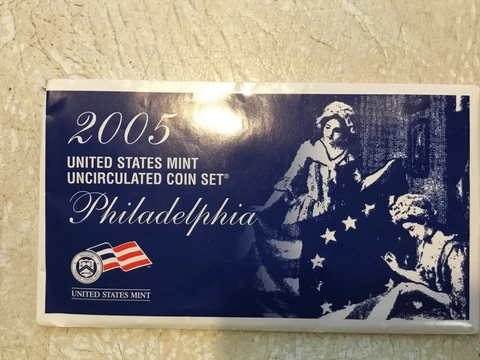 2005
UNITED STATES MINT
UNCIRCULATED COIN SET®
Philadelphia
UNITED STATES MINT